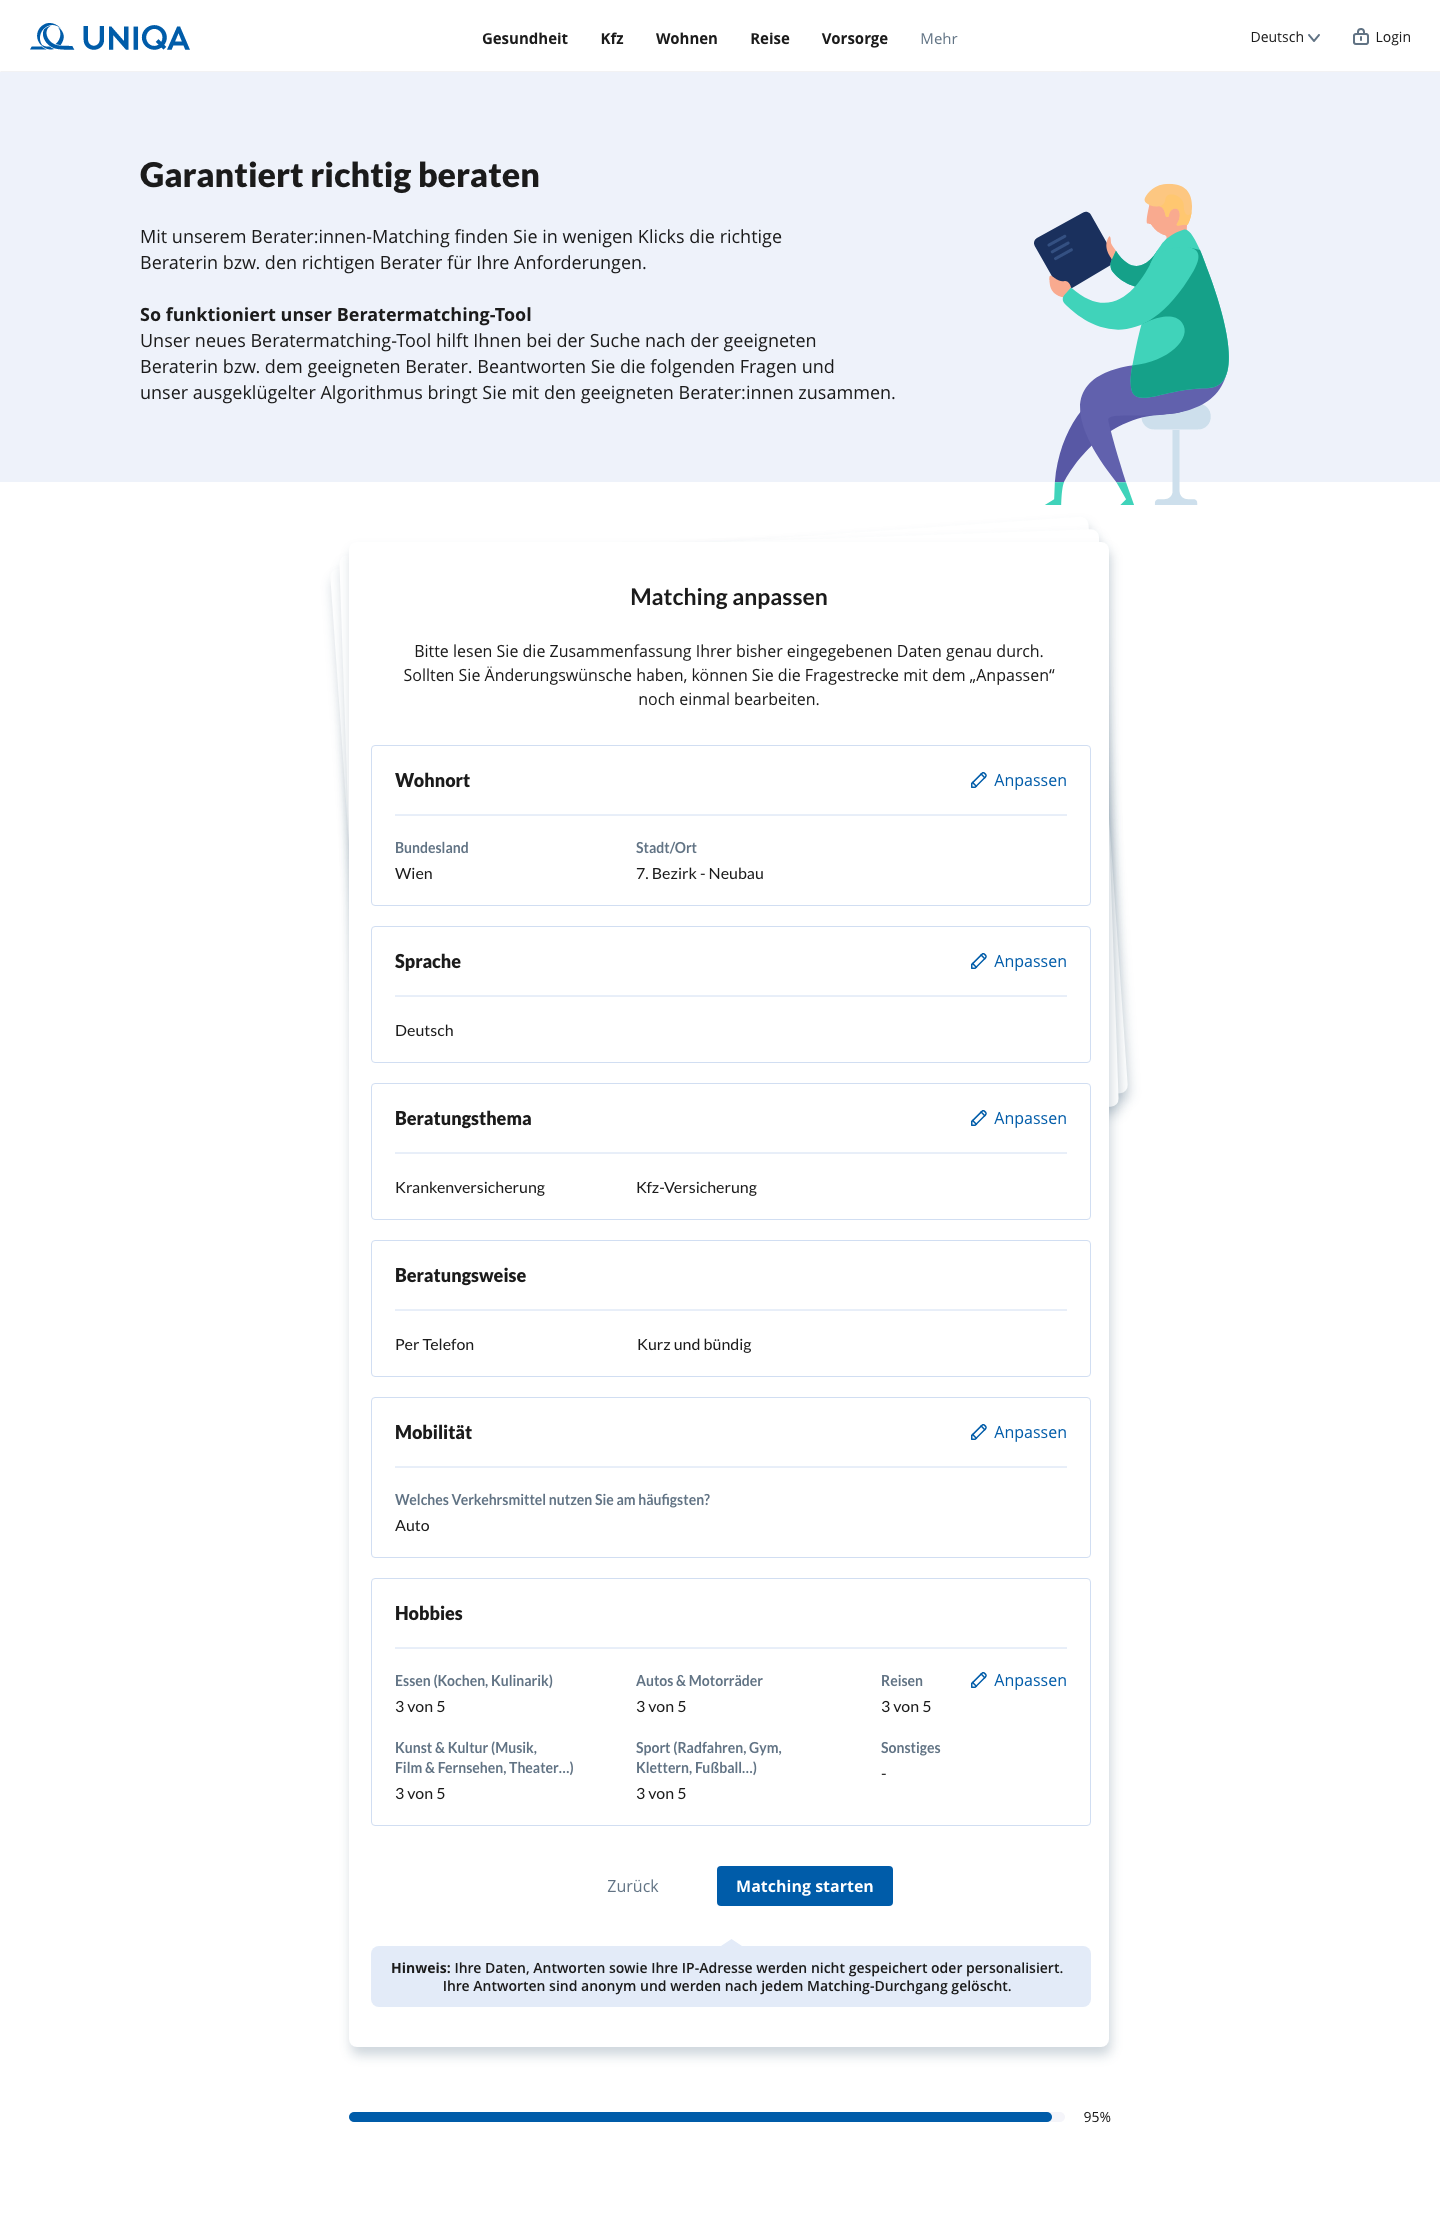 UNIQA
Gesundheit Kfz Wohnen Reise Vorsorge Mehr
Deutsch Login
Garantiert richtig beraten
Mit unserem Berater:innen-Matching finden Sie in wenigen Klicks die richtige
Beraterin bzw. den richtigen Berater für Ihre Anforderungen.
So funktioniert unser Beratermatching-Tool
Unser neues Beratermatching-Tool hilft Ihnen bei der Suche nach der geeigneten
Beraterin bzw. dem geeigneten Berater. Beantworten Sie die folgenden Fragen und
unser ausgeklügelter Algorithmus bringt Sie mit den geeigneten Berater:innen zusammen.
Matching anpassen
Bitte lesen Sie die Zusammenfassung Ihrer bisher eingegebenen Daten genau durch.
Sollten Sie Änderungswünsche haben, können Sie die Fragestrecke mit dem „Anpassen“
noch einmal bearbeiten.
Wohnort Anpassen
Bundesland Stadt/Ort
Wien 7. Bezirk - Neubau
Sprache Anpassen
Deutsch
Beratungsthema Anpassen
Krankenversicherung Kfz-Versicherung
Beratungsweise
Per Telefon Kurz und bündig
Mobilität Anpassen
Welches Verkehrsmittel nutzen Sie am häufigsten?
Auto
Hobbies
Essen (Kochen, Kulinarik) Autos & Motorräder Reisen Anpassen
3 von 5 3 von 5 3 von 5
Kunst & Kultur (Musik, Sport (Radfahren, Gym, Sonstiges
Film & Fernsehen, Theater...) Klettern, Fußball...) -
3 von 5 3 von 5
Zurück Matching starten
Hinweis: Ihre Daten, Antworten sowie Ihre IP-Adresse werden nicht gespeichert oder personalisiert.
Ihre Antworten sind anonym und werden nach jedem Matching-Durchgang gelöscht.
95%